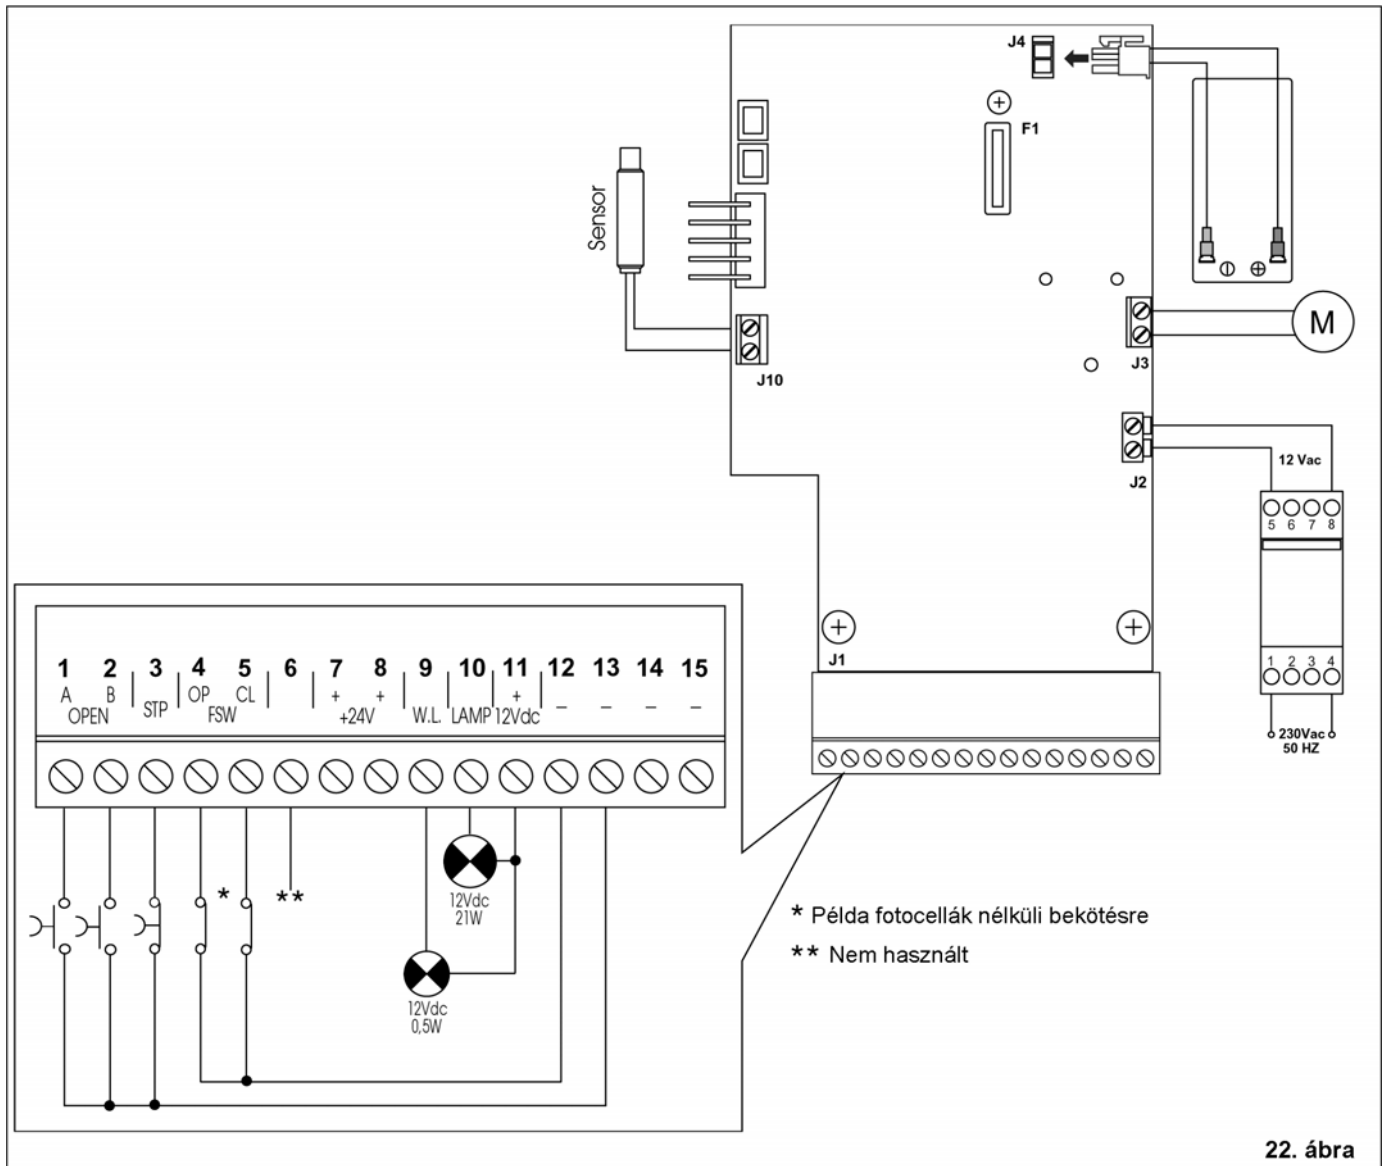 J4
F1
Sensor
J10
M
J3
J2
12 Vac
5 6 7 8
1 2 3 4
230Vac
50 HZ
J1
1 2 3 4 5 6 7 8 9 10 11 12 13 14 15
A B OP CL + + + – – – –
OPEN STP FSW +24V W.L. LAMP 12Vdc
*
**
12Vdc
21W
12Vdc
0,5W
* Példa fotocellák nélküli bekötésre
** Nem használt
22. ábra